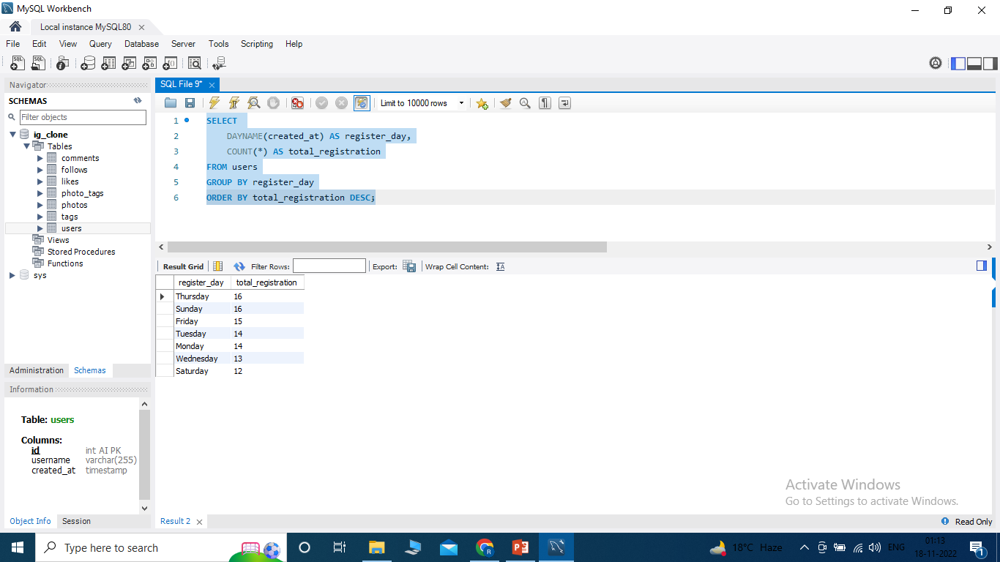 MySQL Workbench
Local instance MySQL80
File Edit View Query Database Server Tools Scripting Help
Navigator
SCHEMAS
Filter objects
ig_clone
Tables
comments
follows
likes
photo_tags
photos
tags
users
Views
Stored Procedures
Functions
sys
Administration Schemas
Information
Table: users
Columns:
id int AI PK
username varchar(255)
created_at timestamp
Object Info Session
SQL File 9*
Limit to 10000 rows
1 SELECT
2 DAYNAME(created_at) AS register_day,
3 COUNT(*) AS total_registration
4 FROM users
5 GROUP BY register_day
6 ORDER BY total_registration DESC;
Result Grid Filter Rows: Export: Wrap Cell Content:
register_day total_registration
Thursday 16
Sunday 16
Friday 15
Tuesday 14
Monday 14
Wednesday 13
Saturday 12
Activate Windows
Go to Settings to activate Windows.
Result 2
Read Only
Type here to search
18°C Haze
ENG
01:13
18-11-2022
1